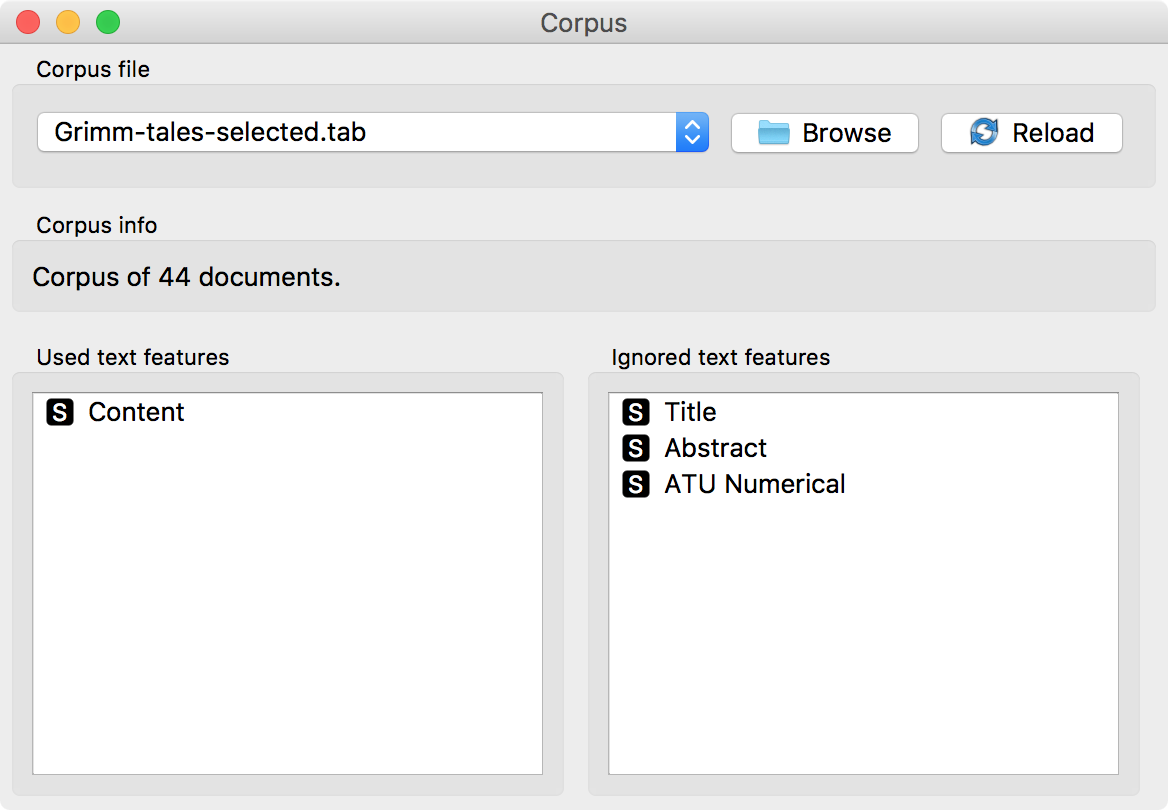 Corpus
Corpus file
Grimm-tales-selected.tab
Browse
Reload
Corpus info
Corpus of 44 documents.
Used text features
S Content
Ignored text features
S Title
S Abstract
S ATU Numerical